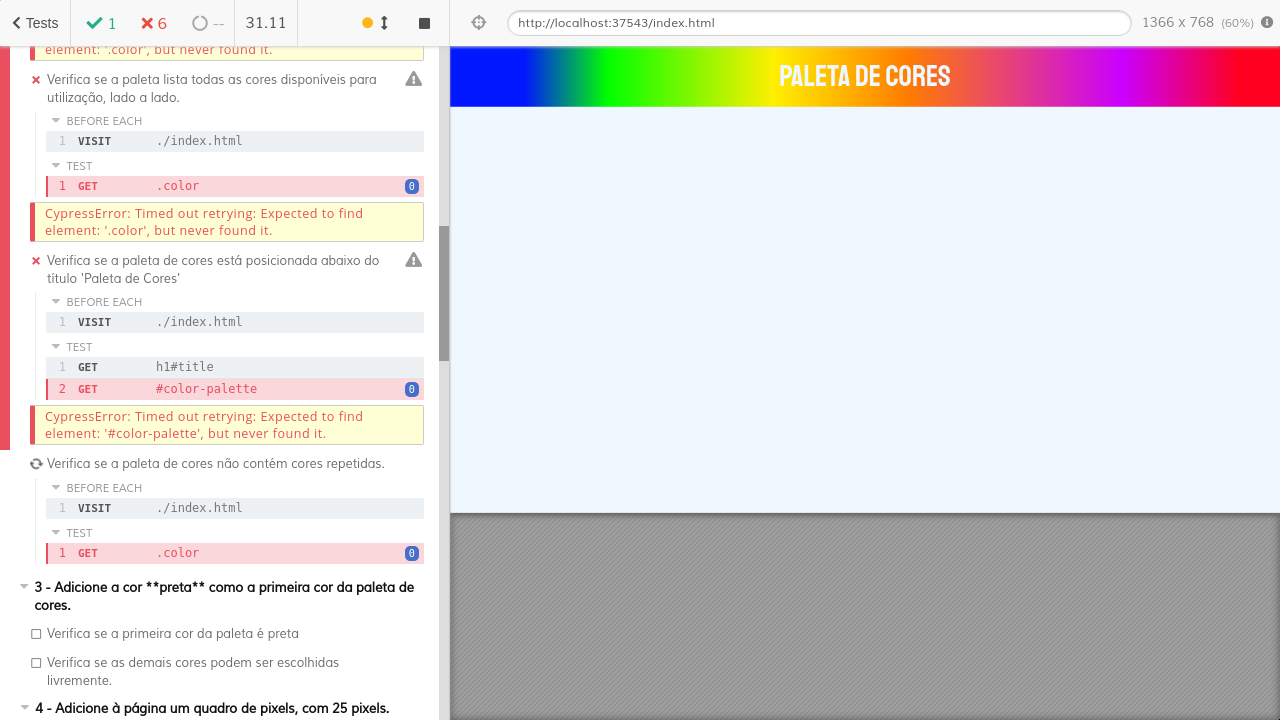 Tests
1
6
--
31.11
http://localhost:37543/index.html
1366 x 768 (60%)
element: '.color', but never found it.
Verifica se a paleta lista todas as cores disponíveis para
utilização, lado a lado.
BEFORE EACH
1 VISIT ./index.html
TEST
1 GET .color 0
CypressError: Timed out retrying: Expected to find
element: '.color', but never found it.
Verifica se a paleta de cores está posicionada abaixo do
título 'Paleta de Cores'
BEFORE EACH
1 VISIT ./index.html
TEST
1 GET h1#title
2 GET #color-palette 0
CypressError: Timed out retrying: Expected to find
element: '#color-palette', but never found it.
Verifica se a paleta de cores não contém cores repetidas.
BEFORE EACH
1 VISIT ./index.html
TEST
1 GET .color 0
3 - Adicione a cor **preta** como a primeira cor da paleta de
cores.
Verifica se a primeira cor da paleta é preta
Verifica se as demais cores podem ser escolhidas
livremente.
4 - Adicione à página um quadro de pixels, com 25 pixels.
PALETA DE CORES